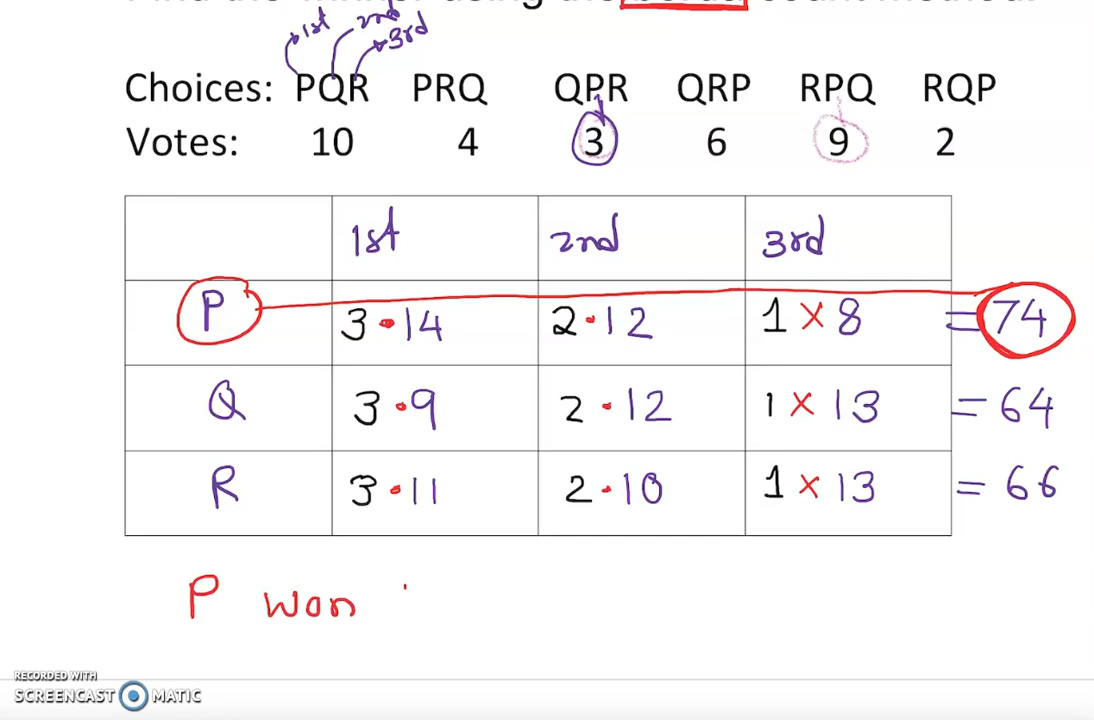 1st 2nd 3rd
Choices: PQR PRQ QPR QRP RPQ RQP
Votes: 10 4 3 6 9 2
1st 2nd 3rd
P 3 • 14 2 • 12 1 × 8 = 74
Q 3 • 9 2 • 12 1 × 13 = 64
R 3 • 11 2 • 10 1 × 13 = 66
P won
RECORDED WITH
SCREENCAST MATIC